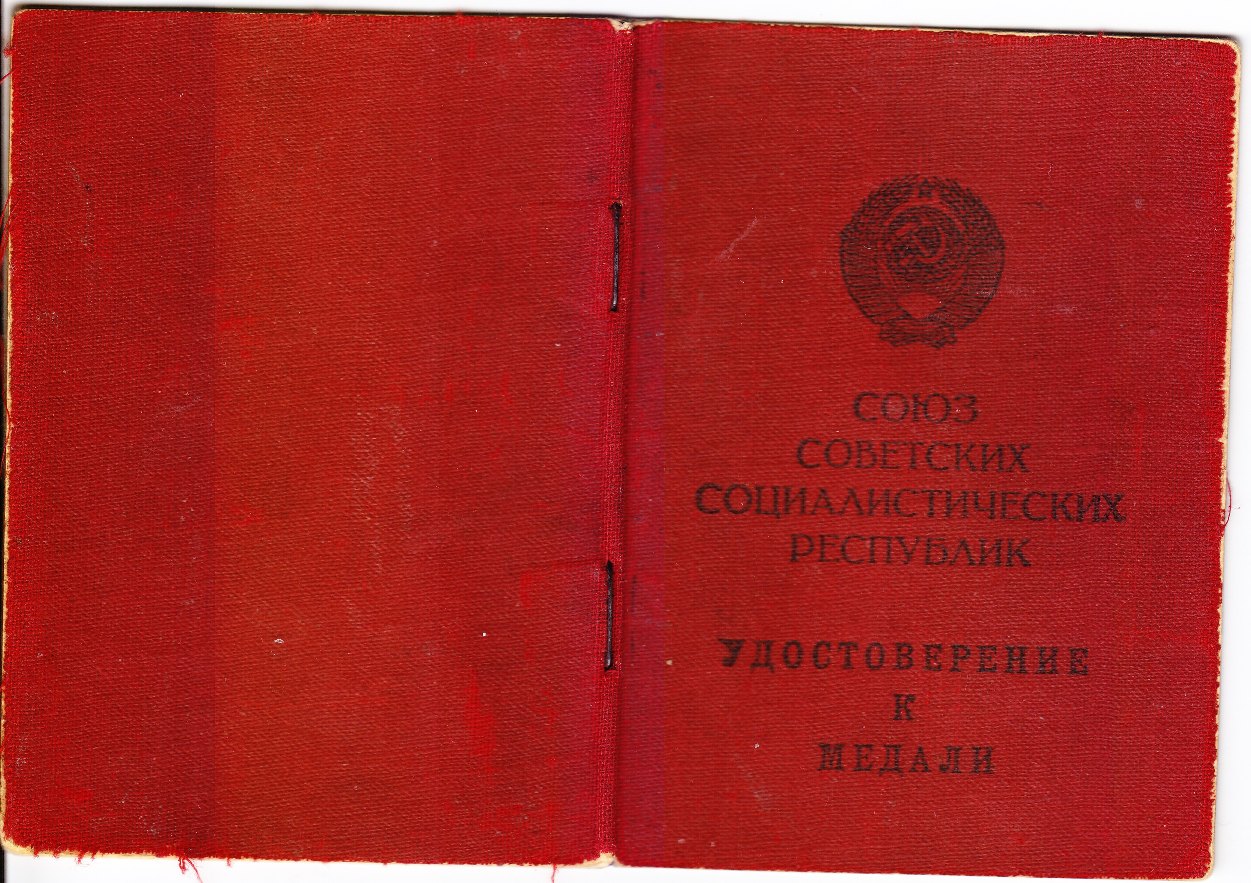 СОЮЗ
СОВЕТСКИХ
СОЦИАЛИСТИЧЕСКИХ
РЕСПУБЛИК
УДОСТОВЕРЕНИЕ
К
МЕДАЛИ